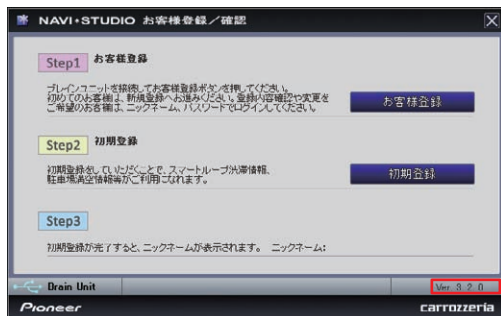 NAVI・STUDIO お客様登録／確認
Step1 お客様登録
ブレインユニットを接続してお客様登録ボタンを押してください。
初めてのお客様は、新規登録へお進みください。登録内容確認や変更を
ご希望のお客様は、ニックネーム、パスワードでログインしてください。
お客様登録
Step2 初期登録
初期登録をしていただくことで、スマートループ渋滞情報、
駐車場満空情報等がご利用になれます。
初期登録
Step3
初期登録が完了すると、ニックネームが表示されます。 ニックネーム:
Brain Unit
Ver. 3.2.0
Pioneer
carrozzeria